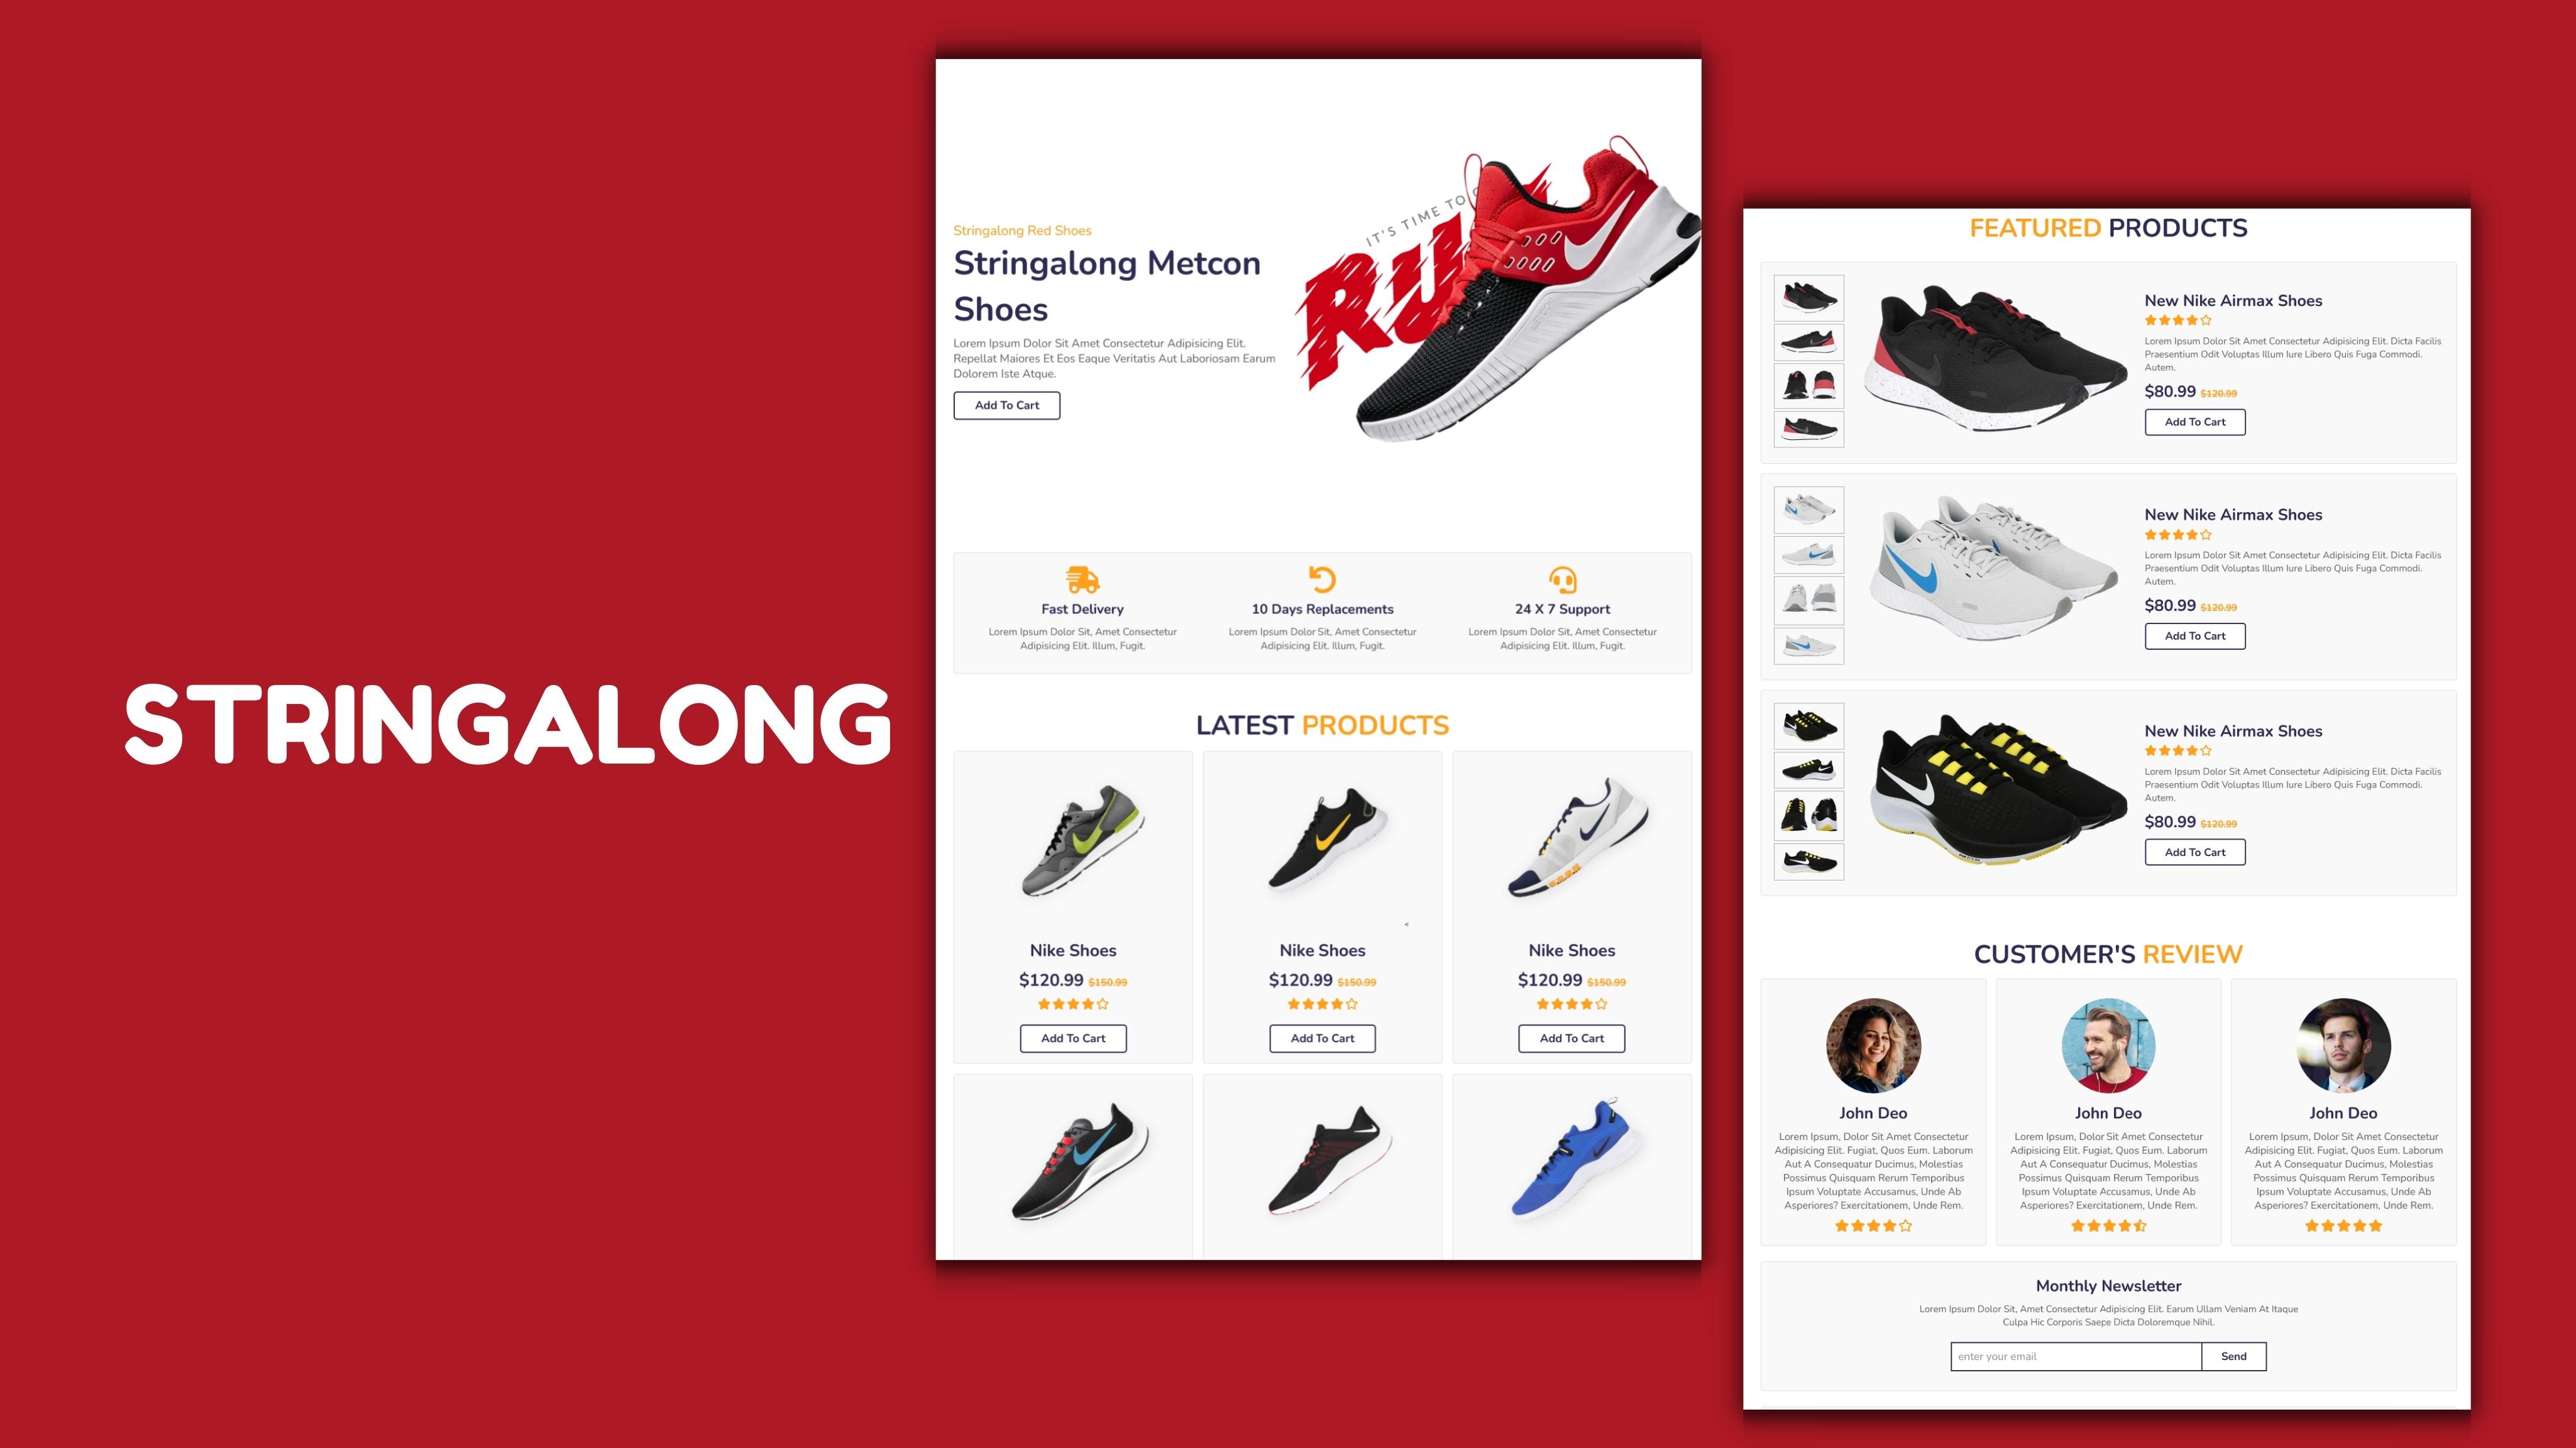 STRINGALONG
Stringalong Red Shoes
Stringalong Metcon
Shoes
Lorem Ipsum Dolor Sit Amet Consectetur Adipisicing Elit.
Repellat Maiores Et Eos Eaque Veritatis Aut Laboriosam Earum
Dolorem Iste Atque.
Add To Cart
IT'S TIME TO
Fast Delivery
Lorem Ipsum Dolor Sit, Amet Consectetur
Adipisicing Elit. Illum, Fugit.
10 Days Replacements
Lorem Ipsum Dolor Sit, Amet Consectetur
Adipisicing Elit. Illum, Fugit.
24 X 7 Support
Lorem Ipsum Dolor Sit, Amet Consectetur
Adipisicing Elit. Illum, Fugit.
LATEST PRODUCTS
Nike Shoes
$120.99 $150.99
Add To Cart
Nike Shoes
$120.99 $150.99
Add To Cart
<
Nike Shoes
$120.99 $150.99
Add To Cart
FEATURED PRODUCTS
New Nike Airmax Shoes
Lorem Ipsum Dolor Sit Amet Consectetur Adipisicing Elit. Dicta Facilis
Praesentium Odit Voluptas Illum Iure Libero Quis Fuga Commodi.
Autem.
$80.99 $120.99
Add To Cart
New Nike Airmax Shoes
Lorem Ipsum Dolor Sit Amet Consectetur Adipisicing Elit. Dicta Facilis
Praesentium Odit Voluptas Illum Iure Libero Quis Fuga Commodi.
Autem.
$80.99 $120.99
Add To Cart
New Nike Airmax Shoes
Lorem Ipsum Dolor Sit Amet Consectetur Adipisicing Elit. Dicta Facilis
Praesentium Odit Voluptas Illum Iure Libero Quis Fuga Commodi.
Autem.
$80.99 $120.99
Add To Cart
CUSTOMER'S REVIEW
John Deo
Lorem Ipsum, Dolor Sit Amet Consectetur
Adipisicing Elit. Fugiat, Quos Eum. Laborum
Aut A Consequatur Ducimus, Molestias
Possimus Quisquam Rerum Temporibus
Ipsum Voluptate Accusamus, Unde Ab
Asperiores? Exercitationem, Unde Rem.
John Deo
Lorem Ipsum, Dolor Sit Amet Consectetur
Adipisicing Elit. Fugiat, Quos Eum. Laborum
Aut A Consequatur Ducimus, Molestias
Possimus Quisquam Rerum Temporibus
Ipsum Voluptate Accusamus, Unde Ab
Asperiores? Exercitationem, Unde Rem.
John Deo
Lorem Ipsum, Dolor Sit Amet Consectetur
Adipisicing Elit. Fugiat, Quos Eum. Laborum
Aut A Consequatur Ducimus, Molestias
Possimus Quisquam Rerum Temporibus
Ipsum Voluptate Accusamus, Unde Ab
Asperiores? Exercitationem, Unde Rem.
Monthly Newsletter
Lorem Ipsum Dolor Sit, Amet Consectetur Adipisicing Elit. Earum Ullam Veniam At Itaque
Culpa Hic Corporis Saepe Dicta Doloremque Nihil.
enter your email
Send